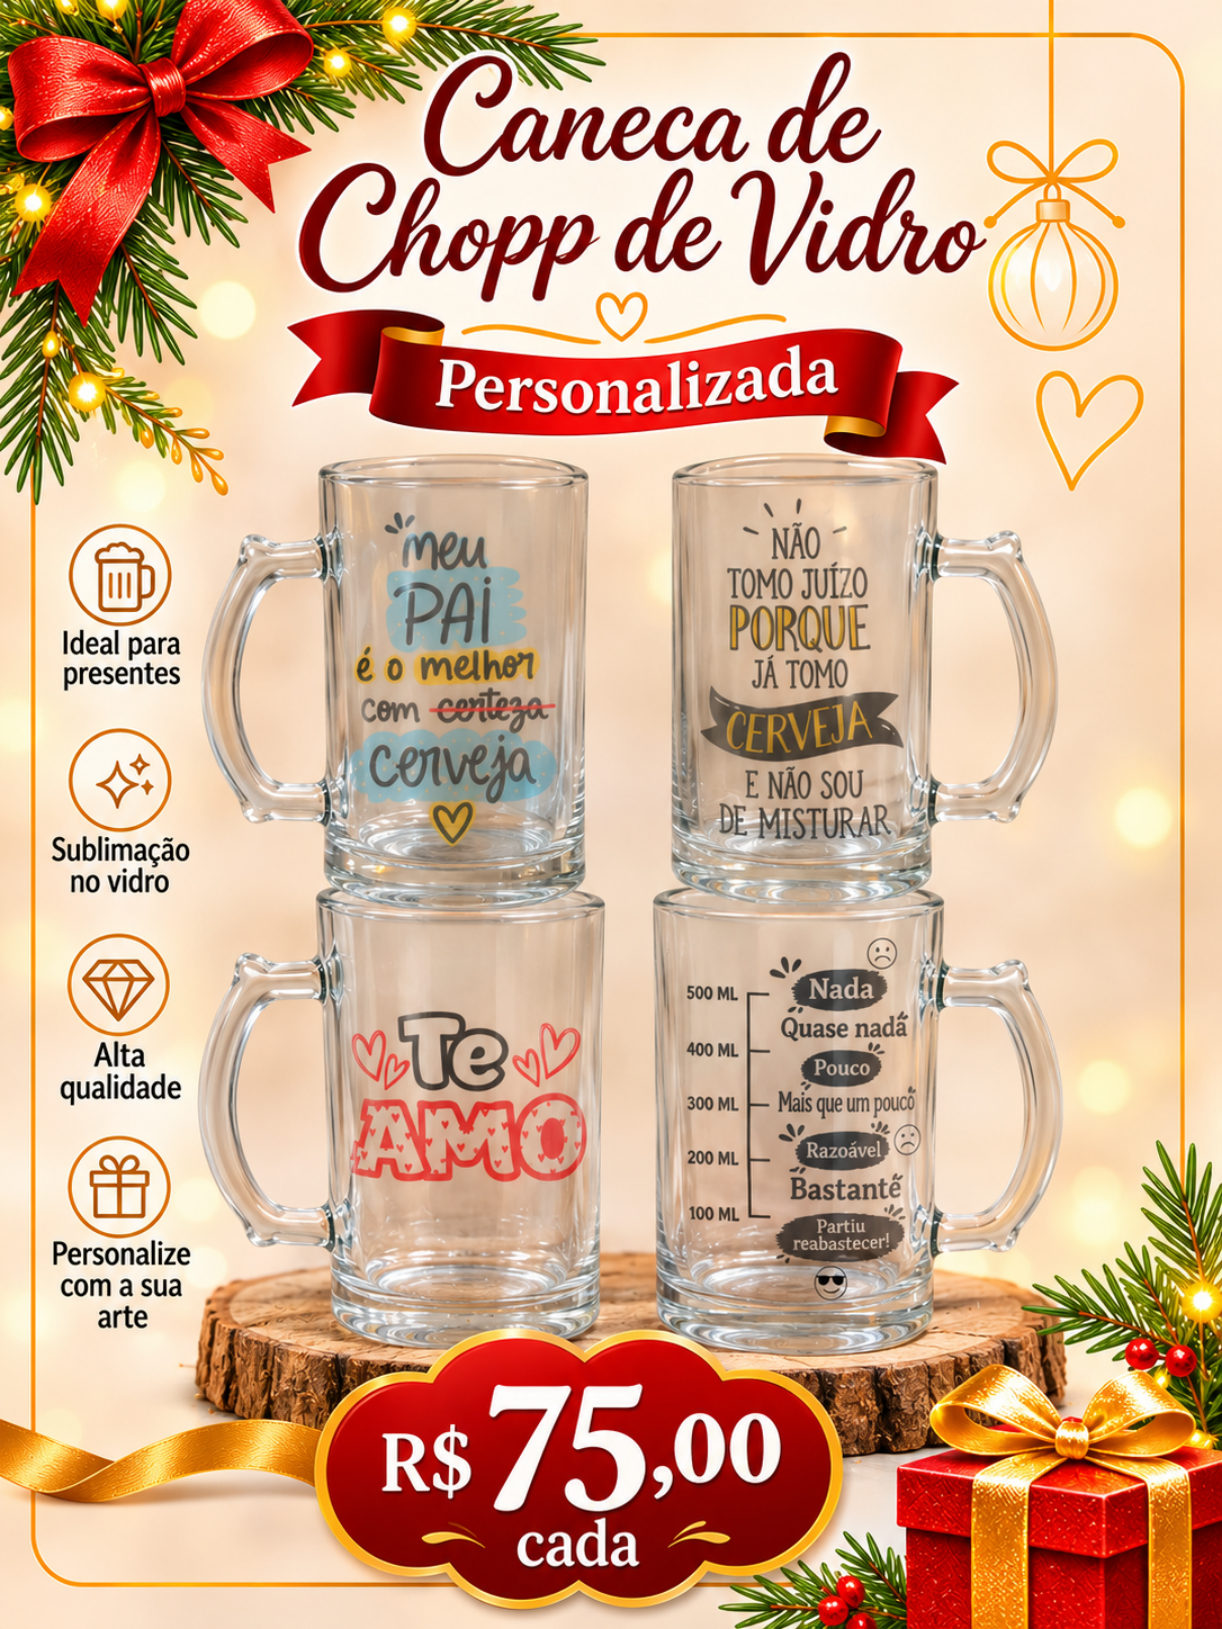 Caneca de
Chopp de Vidro
Personalizada
Ideal para
presentes
Sublimação
no vidro
Alta
qualidade
Personalize
com a sua
arte
meu
PAI
é o melhor
com certeza
cerveja
NÃO
TOMO JUÍZO
PORQUE
JÁ TOMO
CERVEJA
E NÃO SOU
DE MISTURAR
Te
AMO
500 ML
Nada
Quase nada
400 ML
Pouco
300 ML
Mais que um pouco
Razoável
200 ML
Bastante
100 ML
Partiu
reabastecer!
R$ 75,00
cada